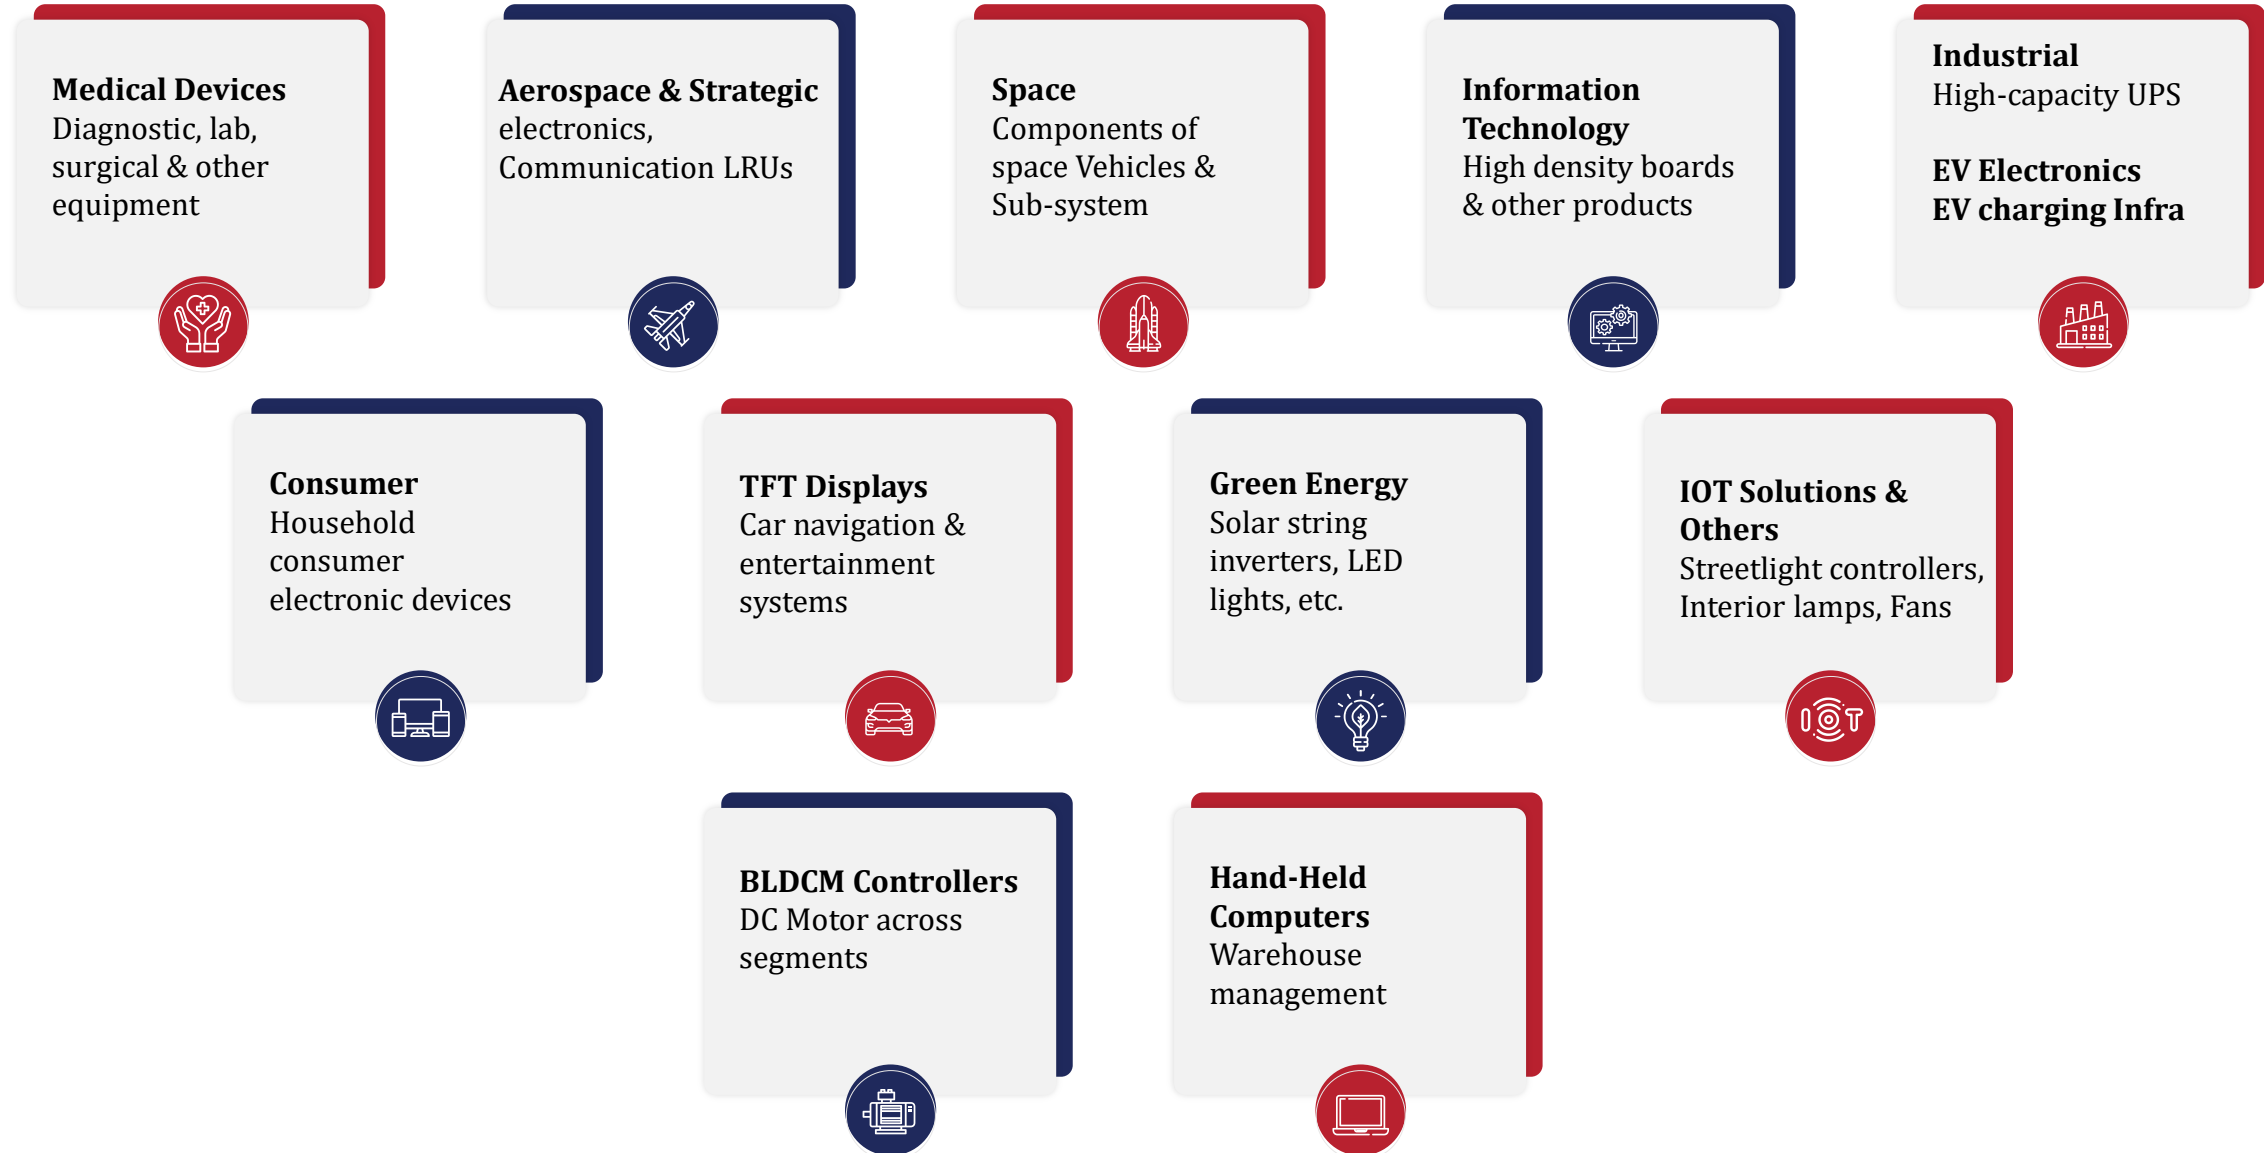 Medical Devices
Diagnostic, lab,
surgical & other
equipment
Aerospace & Strategic
electronics,
Communication LRUs
Space
Components of
space Vehicles &
Sub-system
Information
Technology
High density boards
& other products
Industrial
High-capacity UPS
EV Electronics
EV charging Infra
Consumer
Household
consumer
electronic devices
TFT Displays
Car navigation &
entertainment
systems
Green Energy
Solar string
inverters, LED
lights, etc.
IOT Solutions &
Others
Streetlight controllers,
Interior lamps, Fans
IOT
BLDCM Controllers
DC Motor across
segments
Hand-Held
Computers
Warehouse
management